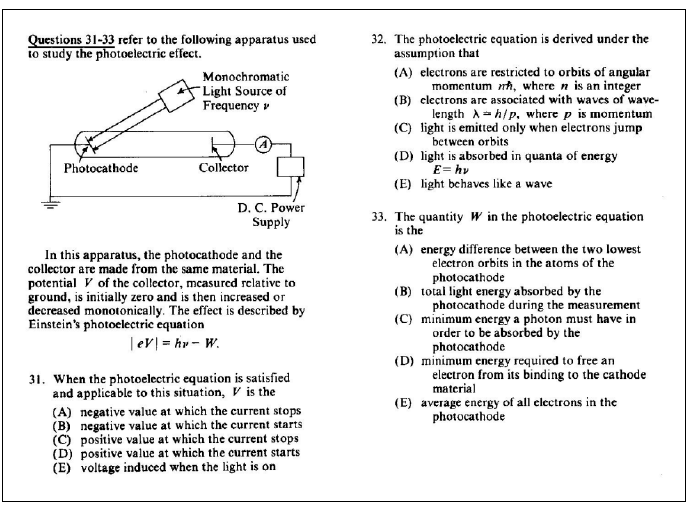 Questions 31-33 refer to the following apparatus used
to study the photoelectric effect.
Monochromatic
Light Source of
Frequency ν
A
Photocathode
Collector
D. C. Power
Supply
In this apparatus, the photocathode and the
collector are made from the same material. The
potential V of the collector, measured relative to
ground, is initially zero and is then increased or
decreased monotonically. The effect is described by
Einstein's photoelectric equation
| eV| = hν − W.
31. When the photoelectric equation is satisfied
and applicable to this situation, V is the
(A) negative value at which the current stops
(B) negative value at which the current starts
(C) positive value at which the current stops
(D) positive value at which the current starts
(E) voltage induced when the light is on
32. The photoelectric equation is derived under the
assumption that
(A) electrons are restricted to orbits of angular
momentum nℏ, where n is an integer
(B) electrons are associated with waves of wave-
length λ = h/p, where p is momentum
(C) light is emitted only when electrons jump
between orbits
(D) light is absorbed in quanta of energy
E = hν
(E) light behaves like a wave
33. The quantity W in the photoelectric equation
is the
(A) energy difference between the two lowest
electron orbits in the atoms of the
photocathode
(B) total light energy absorbed by the
photocathode during the measurement
(C) minimum energy a photon must have in
order to be absorbed by the
photocathode
(D) minimum energy required to free an
electron from its binding to the cathode
material
(E) average energy of all electrons in the
photocathode